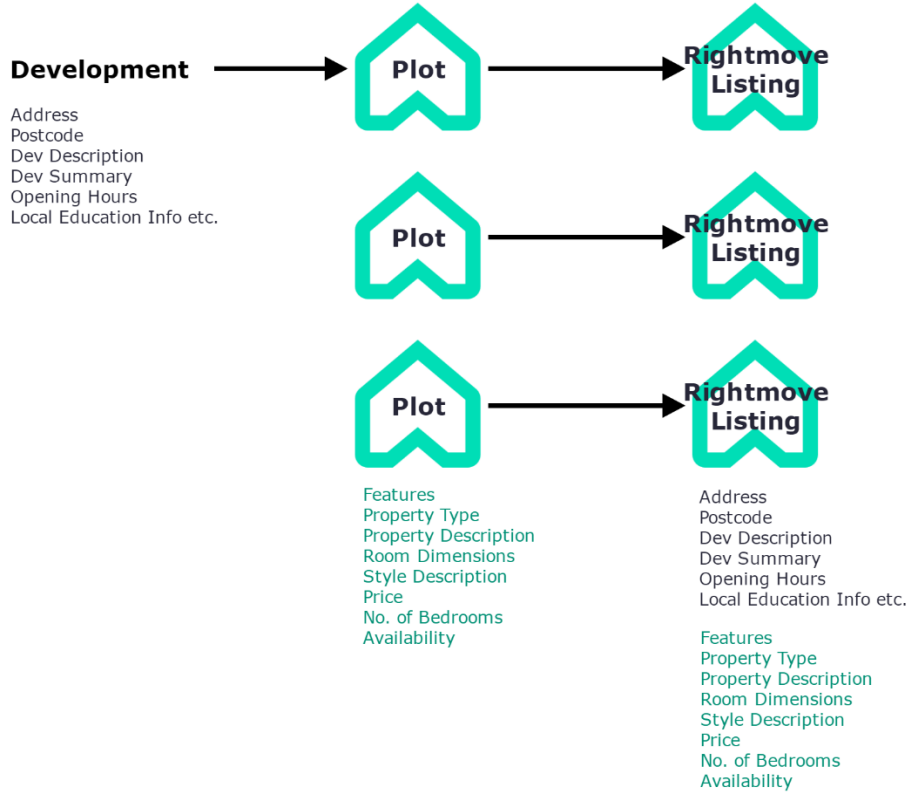 Development
Address
Postcode
Dev Description
Dev Summary
Opening Hours
Local Education Info etc.
Plot
Rightmove
Listing
Plot
Rightmove
Listing
Plot
Rightmove
Listing
Features
Property Type
Property Description
Room Dimensions
Style Description
Price
No. of Bedrooms
Availability
Address
Postcode
Dev Description
Dev Summary
Opening Hours
Local Education Info etc.
Features
Property Type
Property Description
Room Dimensions
Style Description
Price
No. of Bedrooms
Availability